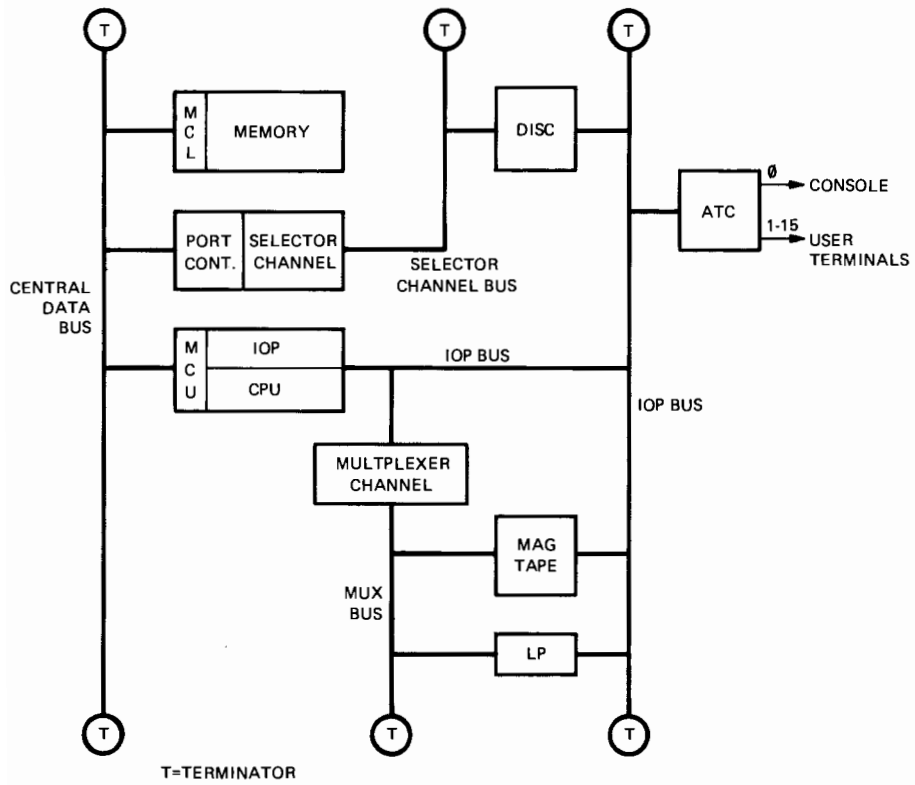 T
T
T
M
C
L
MEMORY
DISC
ATC
Ø
CONSOLE
1-15
USER
TERMINALS
PORT
CONT.
SELECTOR
CHANNEL
SELECTOR
CHANNEL BUS
CENTRAL
DATA
BUS
M
C
U
IOP
CPU
IOP BUS
IOP BUS
MULTPLEXER
CHANNEL
MAG
TAPE
MUX
BUS
LP
T
T
T
T=TERMINATOR